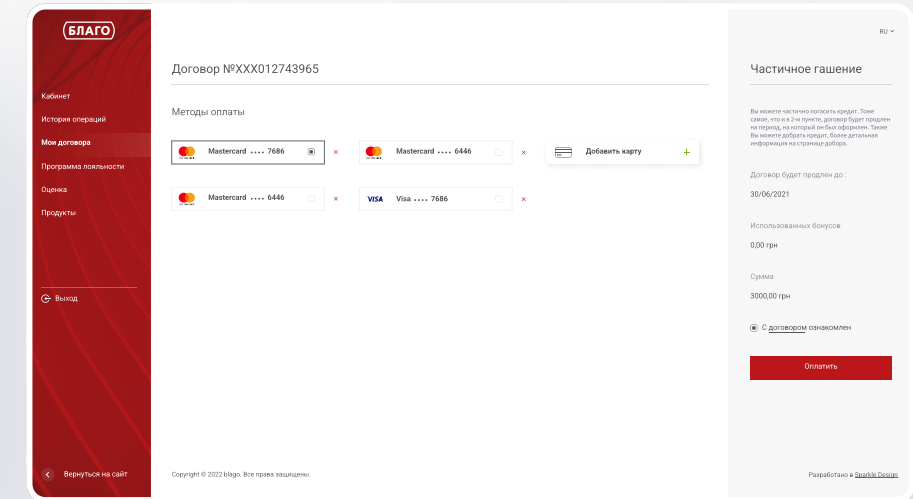 БЛАГО
RU
Кабинет
История операций
Мои договора
Программа лояльности
Оценка
Продукты
Выход
Вернуться на сайт
Договор №XXX012743965
Методы оплаты
Mastercard .... 7686
Mastercard .... 6446
Добавить карту +
Mastercard .... 6446
VISA Visa .... 7686
Частичное гашение
Вы можете частично погасить кредит. Тоже
самое, что и в 2-м пункте, договор будет продлен
на период, на который он был оформлен. Также
Вы можете добрать кредит, более детальная
информация на странице добора.
Договор будет продлен до :
30/06/2021
Использованных бонусов
0,00 грн
Сумма
3000,00 грн
С договором ознакомлен
Оплатить
Copyright © 2022 blago. Все права защищены.
Разработано в Sparkle Design